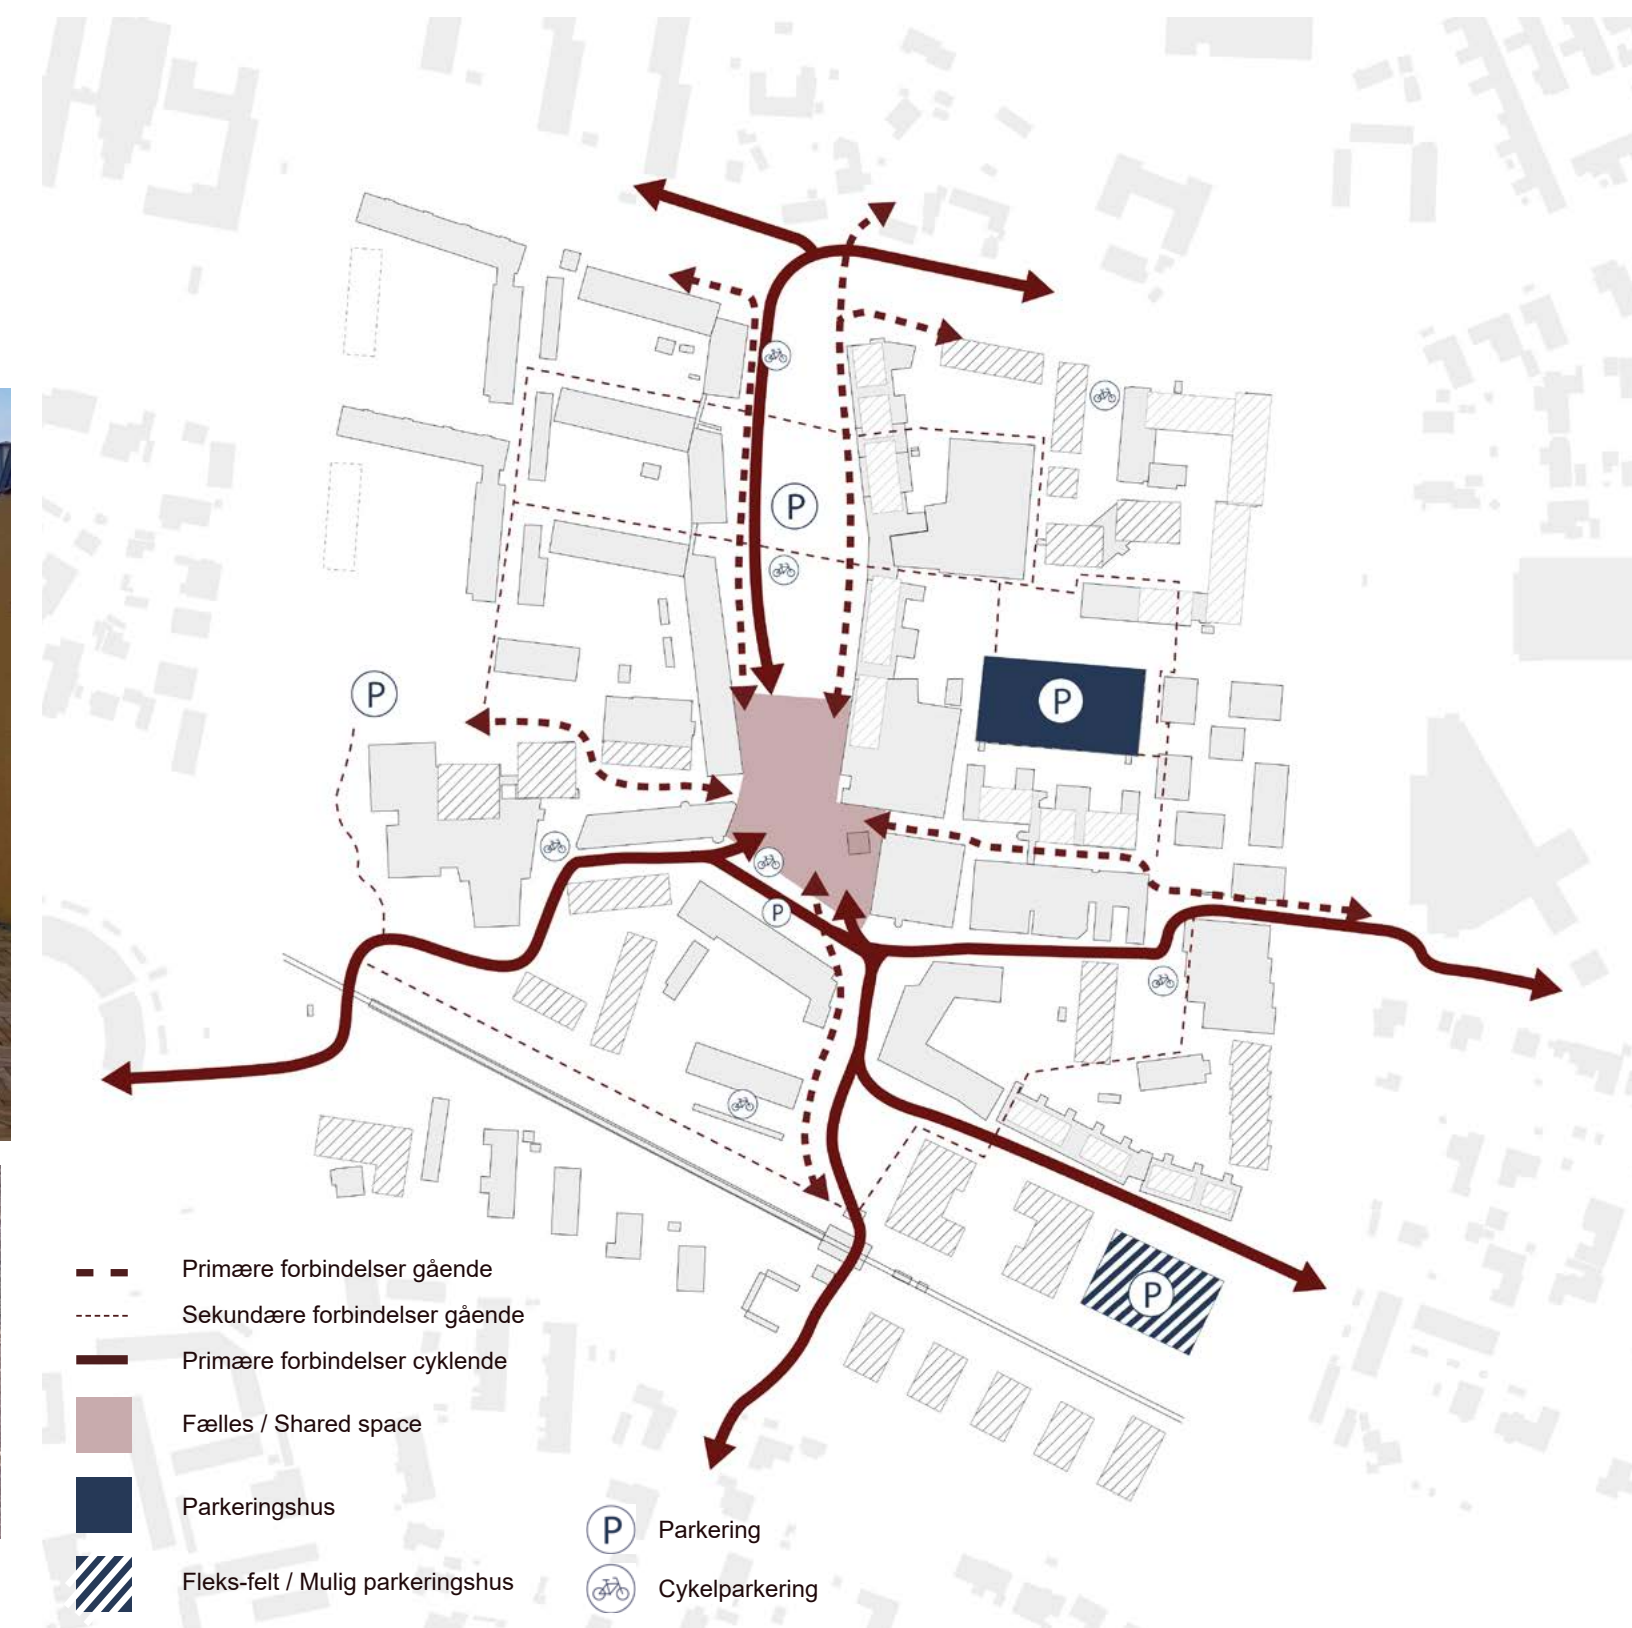 P
P
P
P
P
Primære forbindelser gående
Sekundære forbindelser gående
Primære forbindelser cyklende
Fælles / Shared space
Parkeringshus
Fleks-felt / Mulig parkeringshus
P Parkering
Cykelparkering